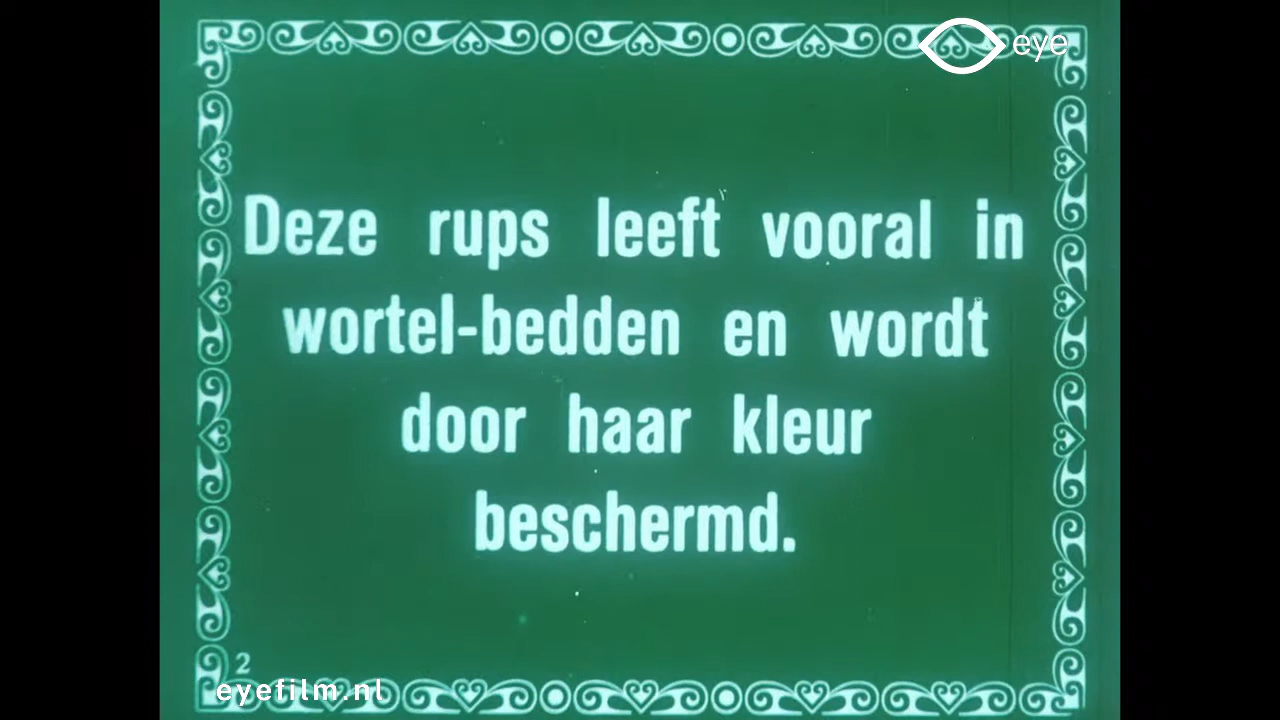 eye
Deze rups leeft vooral in
wortel-bedden en wordt
door haar kleur
beschermd.
2
eyefilm.nl